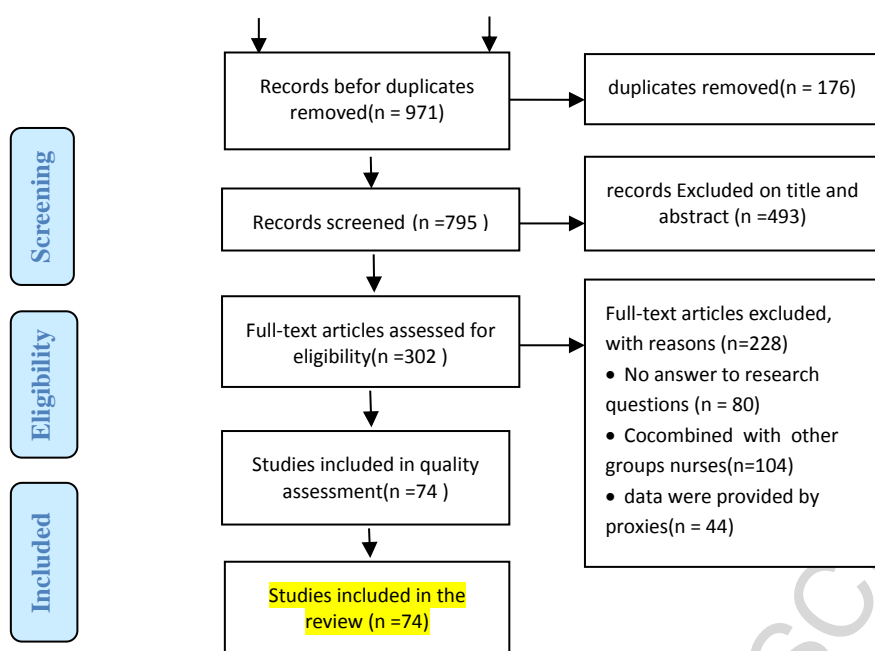 Records befor duplicates
removed(n = 971)
duplicates removed(n = 176)
Screening
Records screened (n =795 )
records Excluded on title and
abstract (n =493)
Eligibility
Full-text articles assessed for
eligibility(n =302 )
Full-text articles excluded,
with reasons (n=228)
• No answer to research
questions (n = 80)
• Cocombined with other
groups nurses(n=104)
• data were provided by
proxies(n = 44)
Studies included in quality
assessment(n=74 )
Included
Studies included in the
review (n =74)
SC